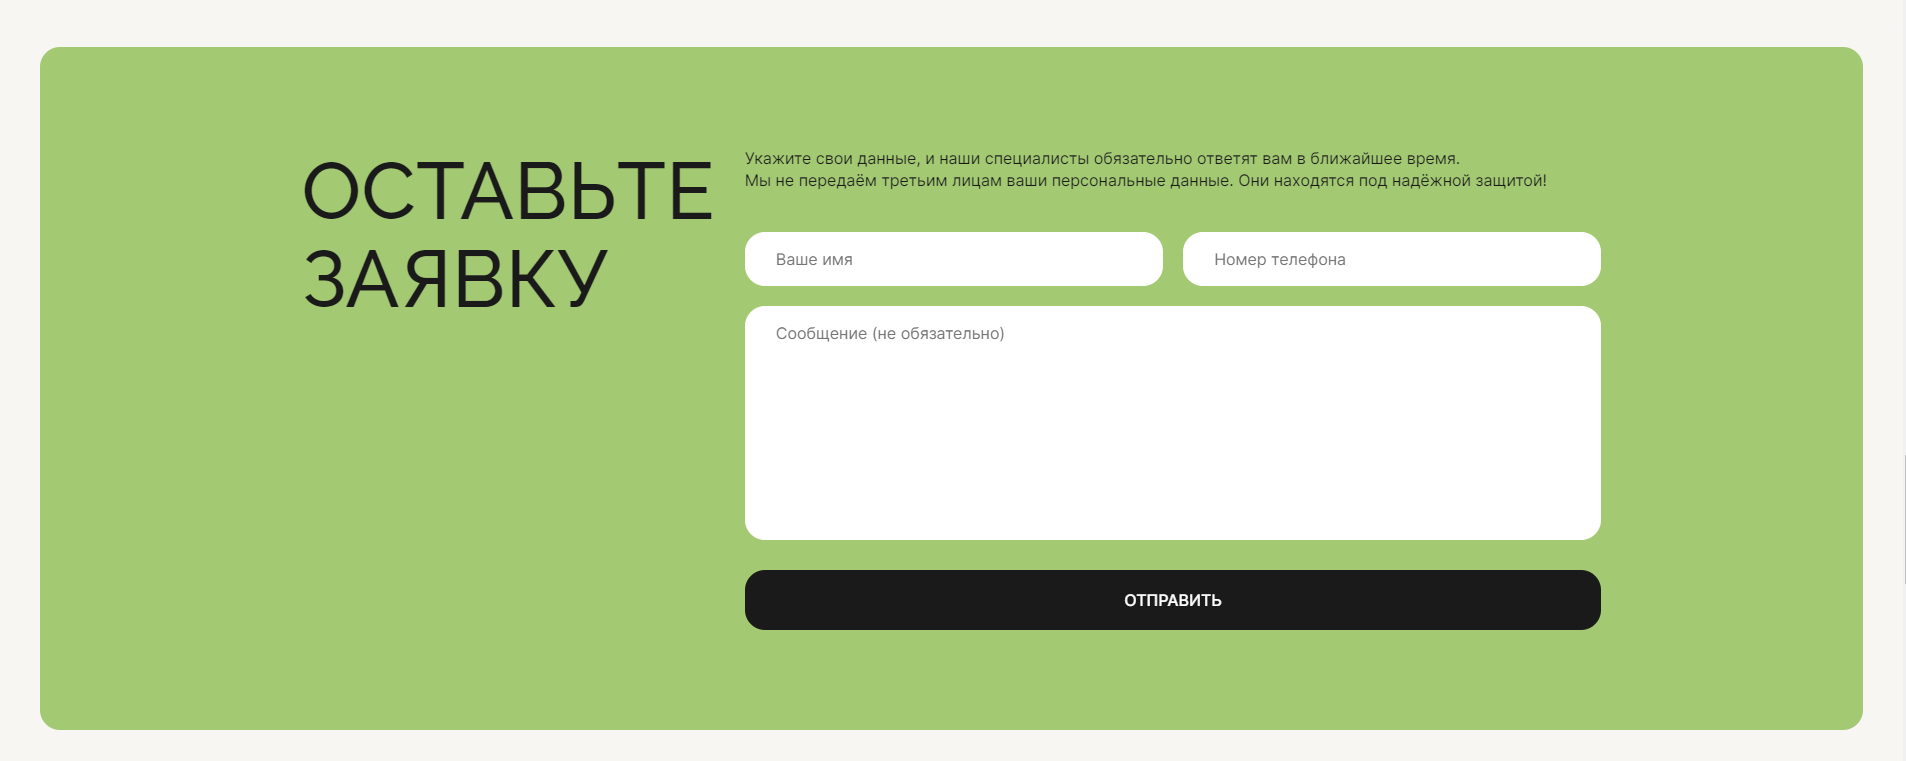 ОСТАВЬТЕ
ЗАЯВКУ
Укажите свои данные, и наши специалисты обязательно ответят вам в ближайшее время.
Мы не передаём третьим лицам ваши персональные данные. Они находятся под надёжной защитой!
Ваше имя
Номер телефона
Сообщение (не обязательно)
ОТПРАВИТЬ